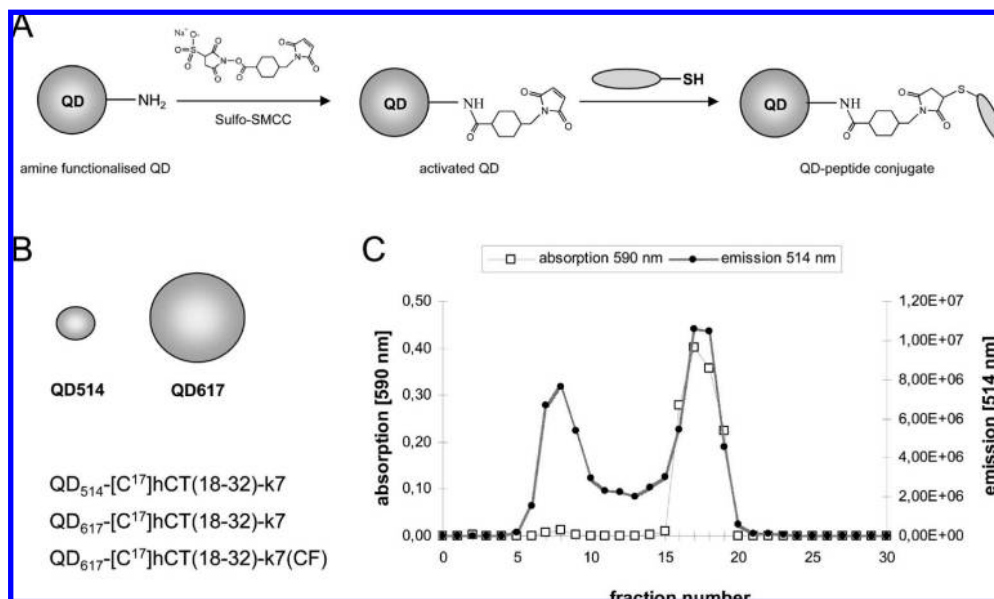 A
Na+
O-
O=S=O
O
N-O
O
O
O
N
O
QD
NH2
Sulfo-SMCC
QD
NH
O
O
N
O
SH
QD
NH
O
O
N
O
S
amine functionalised QD
activated QD
QD-peptide conjugate
B
QD514
QD617
QD514-[C17]hCT(18-32)-k7
QD617-[C17]hCT(18-32)-k7
QD617-[C17]hCT(18-32)-k7(CF)
C
absorption 590 nm
emission 514 nm
absorption [590 nm]
0,50
0,40
0,30
0,20
0,10
0,00
1,20E+07
1,00E+07
8,00E+06
6,00E+06
4,00E+06
2,00E+06
0,00E+00
emission [514 nm]
0 5 10 15 20 25 30
fraction number